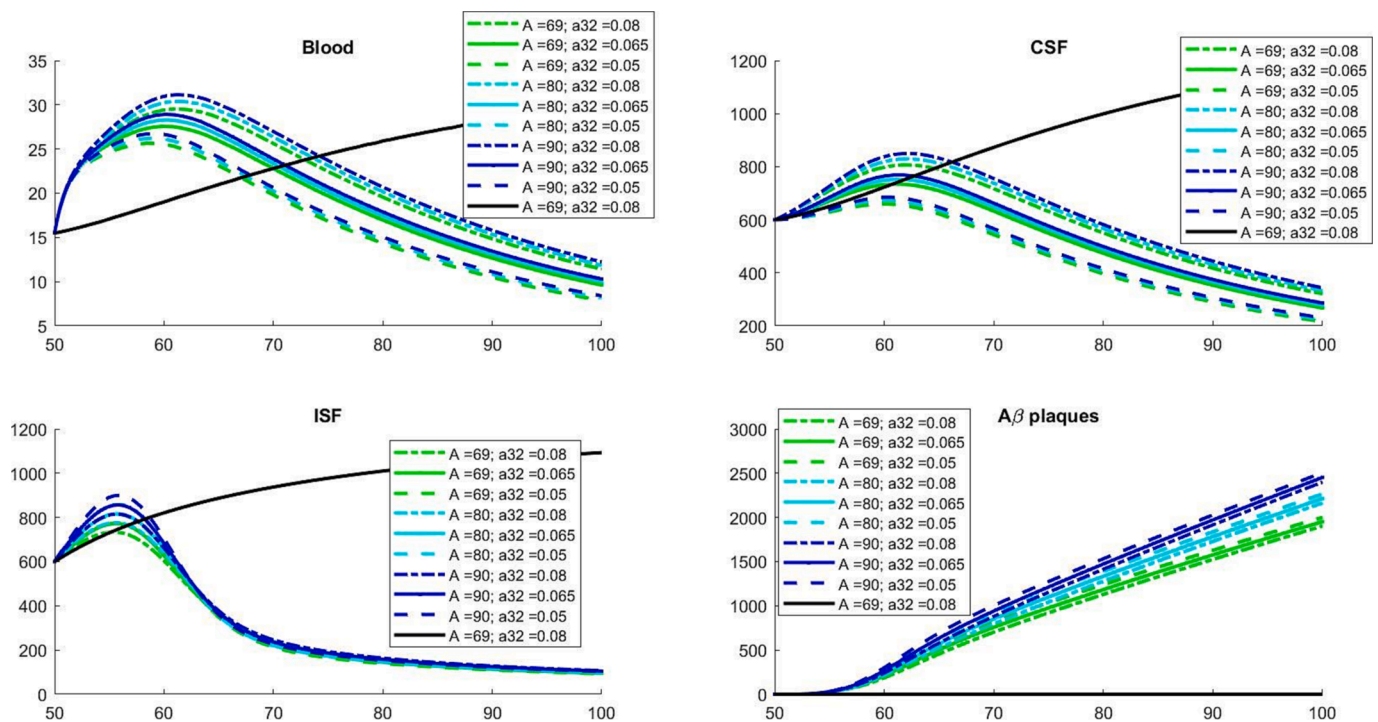 Blood
A =69; a32 =0.08
A =69; a32 =0.065
A =69; a32 =0.05
A =80; a32 =0.08
A =80; a32 =0.065
A =80; a32 =0.05
A =90; a32 =0.08
A =90; a32 =0.065
A =90; a32 =0.05
A =69; a32 =0.08
35
30
25
20
15
10
5
50 60 70 80 90 100
CSF
A =69; a32 =0.08
A =69; a32 =0.065
A =69; a32 =0.05
A =80; a32 =0.08
A =80; a32 =0.065
A =80; a32 =0.05
A =90; a32 =0.08
A =90; a32 =0.065
A =90; a32 =0.05
A =69; a32 =0.08
1200
1000
800
600
400
200
50 60 70 80 90 100
ISF
A =69; a32 =0.08
A =69; a32 =0.065
A =69; a32 =0.05
A =80; a32 =0.08
A =80; a32 =0.065
A =80; a32 =0.05
A =90; a32 =0.08
A =90; a32 =0.065
A =90; a32 =0.05
A =69; a32 =0.08
1200
1000
800
600
400
200
0
50 60 70 80 90 100
Aβ plaques
A =69; a32 =0.08
A =69; a32 =0.065
A =69; a32 =0.05
A =80; a32 =0.08
A =80; a32 =0.065
A =80; a32 =0.05
A =90; a32 =0.08
A =90; a32 =0.065
A =90; a32 =0.05
A =69; a32 =0.08
3000
2500
2000
1500
1000
500
0
50 60 70 80 90 100